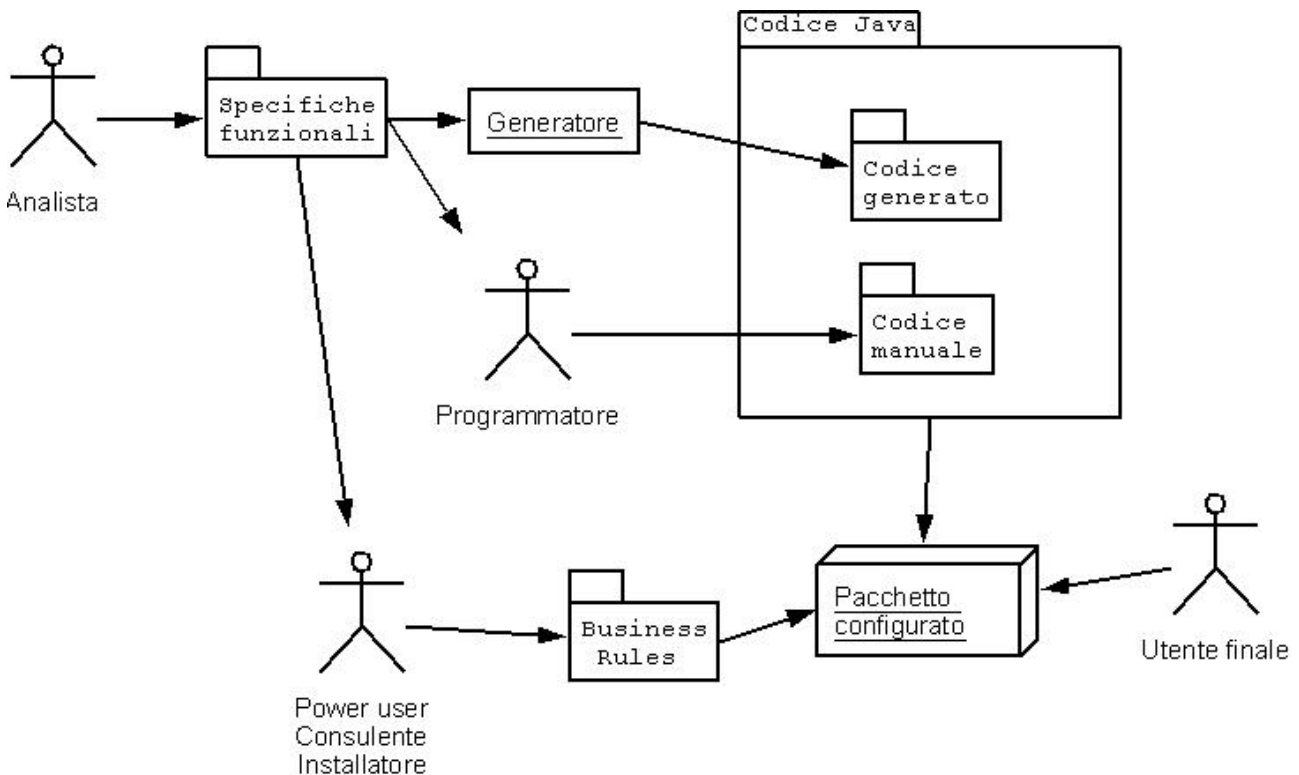 Codice Java
Specifiche
funzionali
Generatore
Codice
generato
Analista
Codice
manuale
Programmatore
Pacchetto
configurato
Business
Rules
Utente finale
Power user
Consulente
Installatore